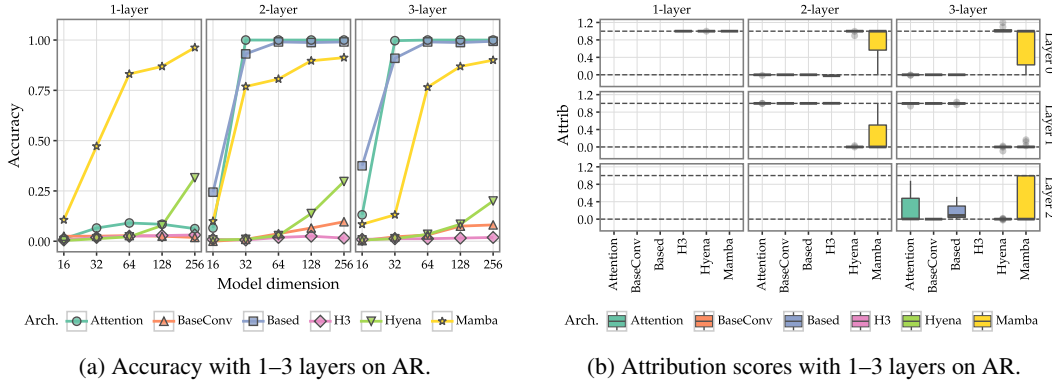 1-layer 2-layer 3-layer
1.00
0.75
0.50
0.25
0.00
Accuracy
16 32 64 128 256 16 32 64 128 256 16 32 64 128 256
Model dimension
Arch. Attention BaseConv Based H3 Hyena Mamba
(a) Accuracy with 1–3 layers on AR.
1-layer 2-layer 3-layer
1.2
0.8
0.4
0.0
Layer 0
1.2
0.8
0.4
0.0
Layer 1
1.2
0.8
0.4
0.0
Layer 2
Attrib
Attention BaseConv Based H3 Hyena Mamba Attention BaseConv Based H3 Hyena Mamba Attention BaseConv Based H3 Hyena Mamba
Arch. Attention BaseConv Based H3 Hyena Mamba
(b) Attribution scores with 1–3 layers on AR.